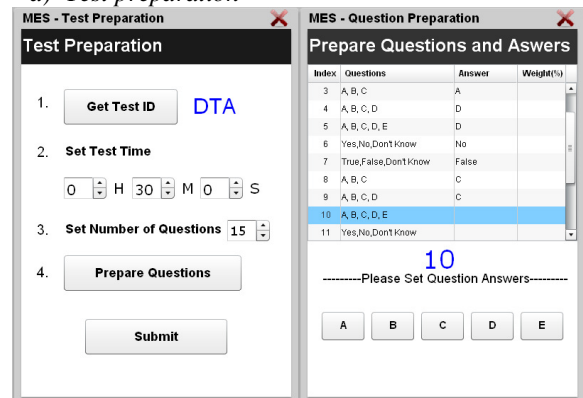 a) Test preparation
MES - Test Preparation
Test Preparation
1. Get Test ID DTA
2. Set Test Time
0 H 30 M 0 S
3. Set Number of Questions 15
4. Prepare Questions
Submit
MES - Question Preparation
Prepare Questions and Aswers
Index Questions Answer Weight(%)
3 A, B, C A
4 A, B, C, D D
5 A, B, C, D, E D
6 Yes,No,Don't Know No
7 True,False,Don't Know False
8 A, B, C C
9 A, B, C, D C
10 A, B, C, D, E
11 Yes,No,Don't Know
10
---------Please Set Question Answers---------
A B C D E